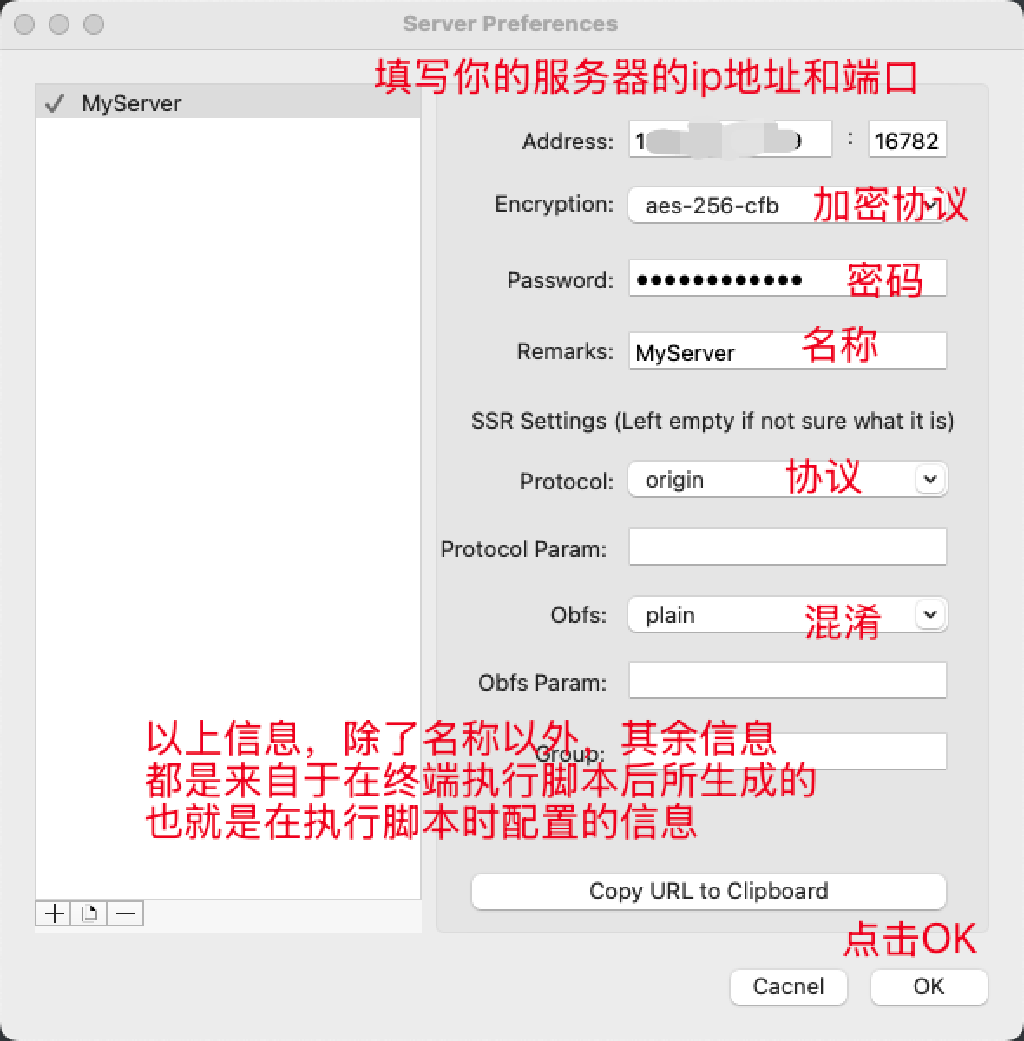 Server Preferences
填写你的服务器的ip地址和端口
MyServer
Address: : 16782
Encryption: aes-256-cfb 加密协议
Password: •••••••••••• 密码
Remarks: MyServer 名称
SSR Settings (Left empty if not sure what it is)
Protocol: origin 协议
Protocol Param:
Obfs: plain 混淆
Obfs Param:
以上信息，除了名称以外，其余信息
Group:
都是来自于在终端执行脚本后所生成的
也就是在执行脚本时配置的信息
Copy URL to Clipboard
点击OK
Cacnel OK